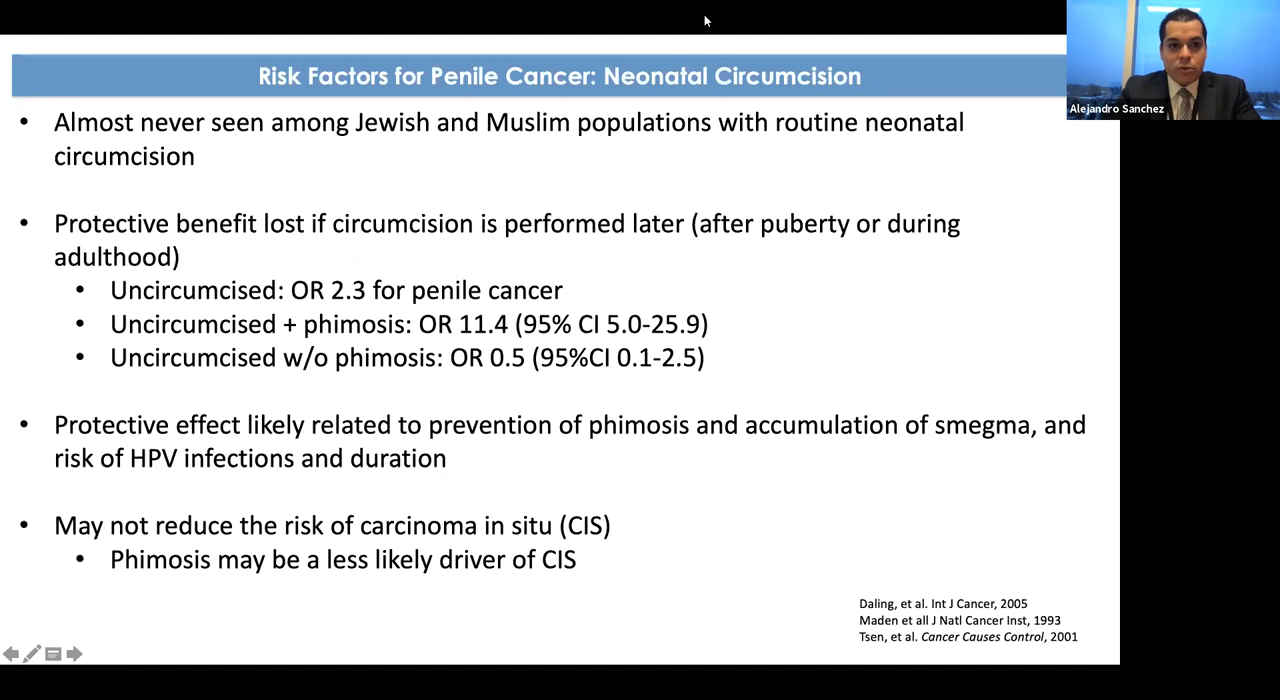 Risk Factors for Penile Cancer: Neonatal Circumcision
Alejandro Sanchez
• Almost never seen among Jewish and Muslim populations with routine neonatal
circumcision
• Protective benefit lost if circumcision is performed later (after puberty or during
adulthood)
• Uncircumcised: OR 2.3 for penile cancer
• Uncircumcised + phimosis: OR 11.4 (95% CI 5.0-25.9)
• Uncircumcised w/o phimosis: OR 0.5 (95%CI 0.1-2.5)
• Protective effect likely related to prevention of phimosis and accumulation of smegma, and
risk of HPV infections and duration
• May not reduce the risk of carcinoma in situ (CIS)
• Phimosis may be a less likely driver of CIS
Daling, et al. Int J Cancer, 2005
Maden et all J Natl Cancer Inst, 1993
Tsen, et al. Cancer Causes Control, 2001